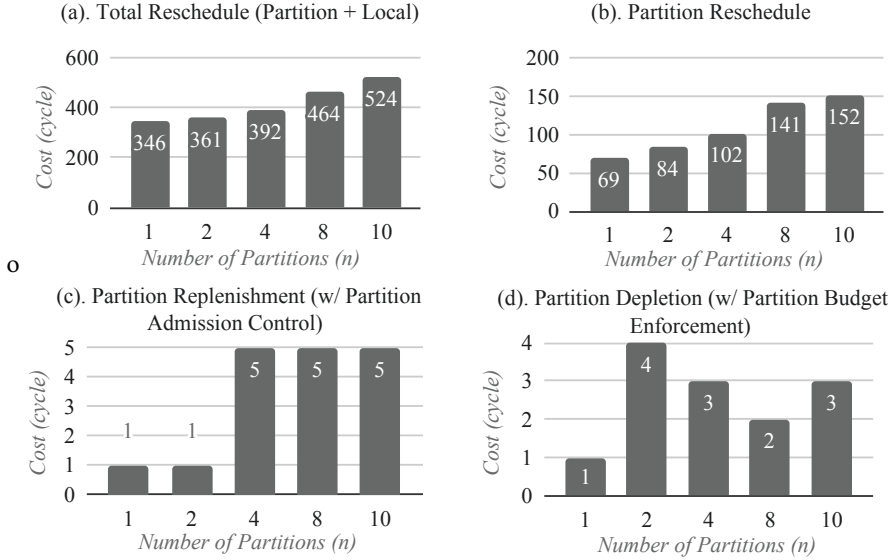 (a). Total Reschedule (Partition + Local)
Cost (cycle)
600
400
200
0
346
361
392
464
524
1 2 4 8 10
Number of Partitions (n)
(b). Partition Reschedule
Cost (cycle)
200
150
100
50
0
69
84
102
141
152
1 2 4 8 10
Number of Partitions (n)
o
(c). Partition Replenishment (w/ Partition
Admission Control)
Cost (cycle)
5
4
3
2
1
0
1
1
5
5
5
1 2 4 8 10
Number of Partitions (n)
(d). Partition Depletion (w/ Partition Budget
Enforcement)
Cost (cycle)
4
3
2
1
0
1
4
3
2
3
1 2 4 8 10
Number of Partitions (n)